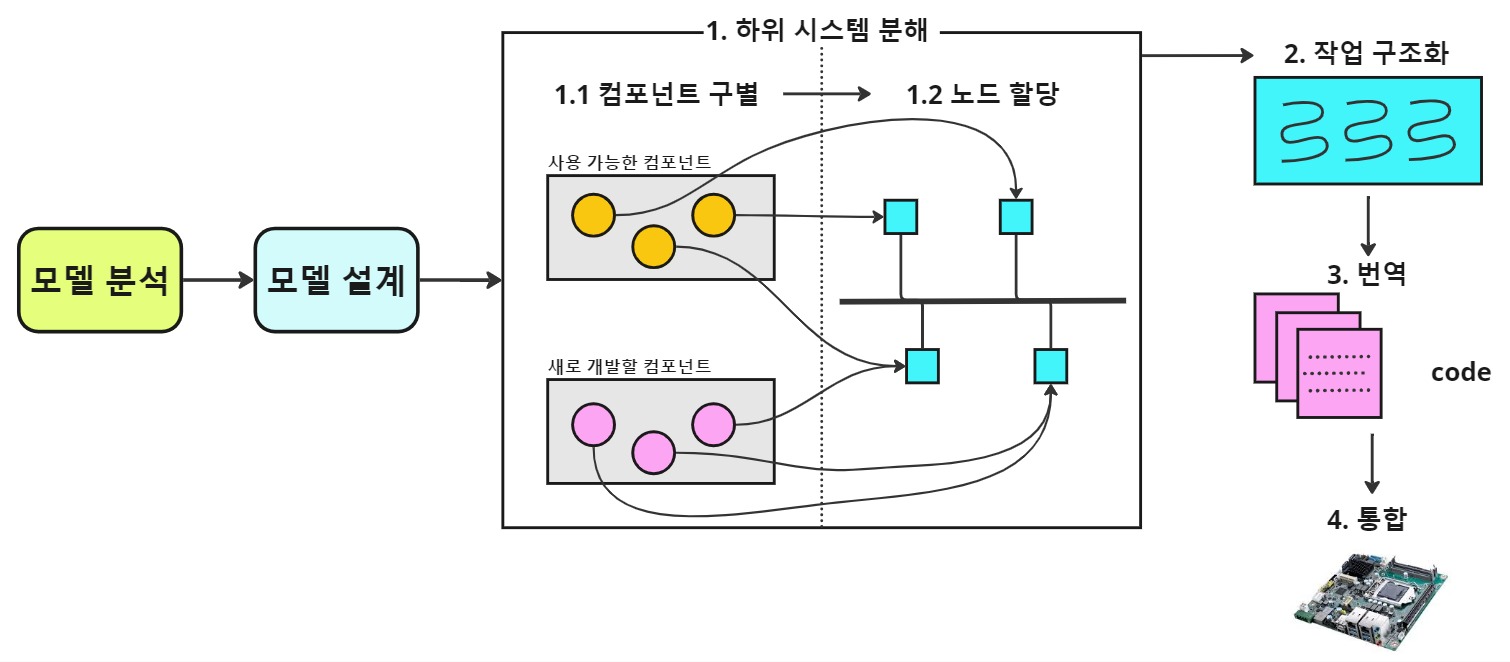 1. 하위 시스템 분해
1.1 컴포넌트 구별
1.2 노드 할당
사용 가능한 컴포넌트
새로 개발할 컴포넌트
모델 분석
모델 설계
2. 작업 구조화
3. 번역
code
4. 통합